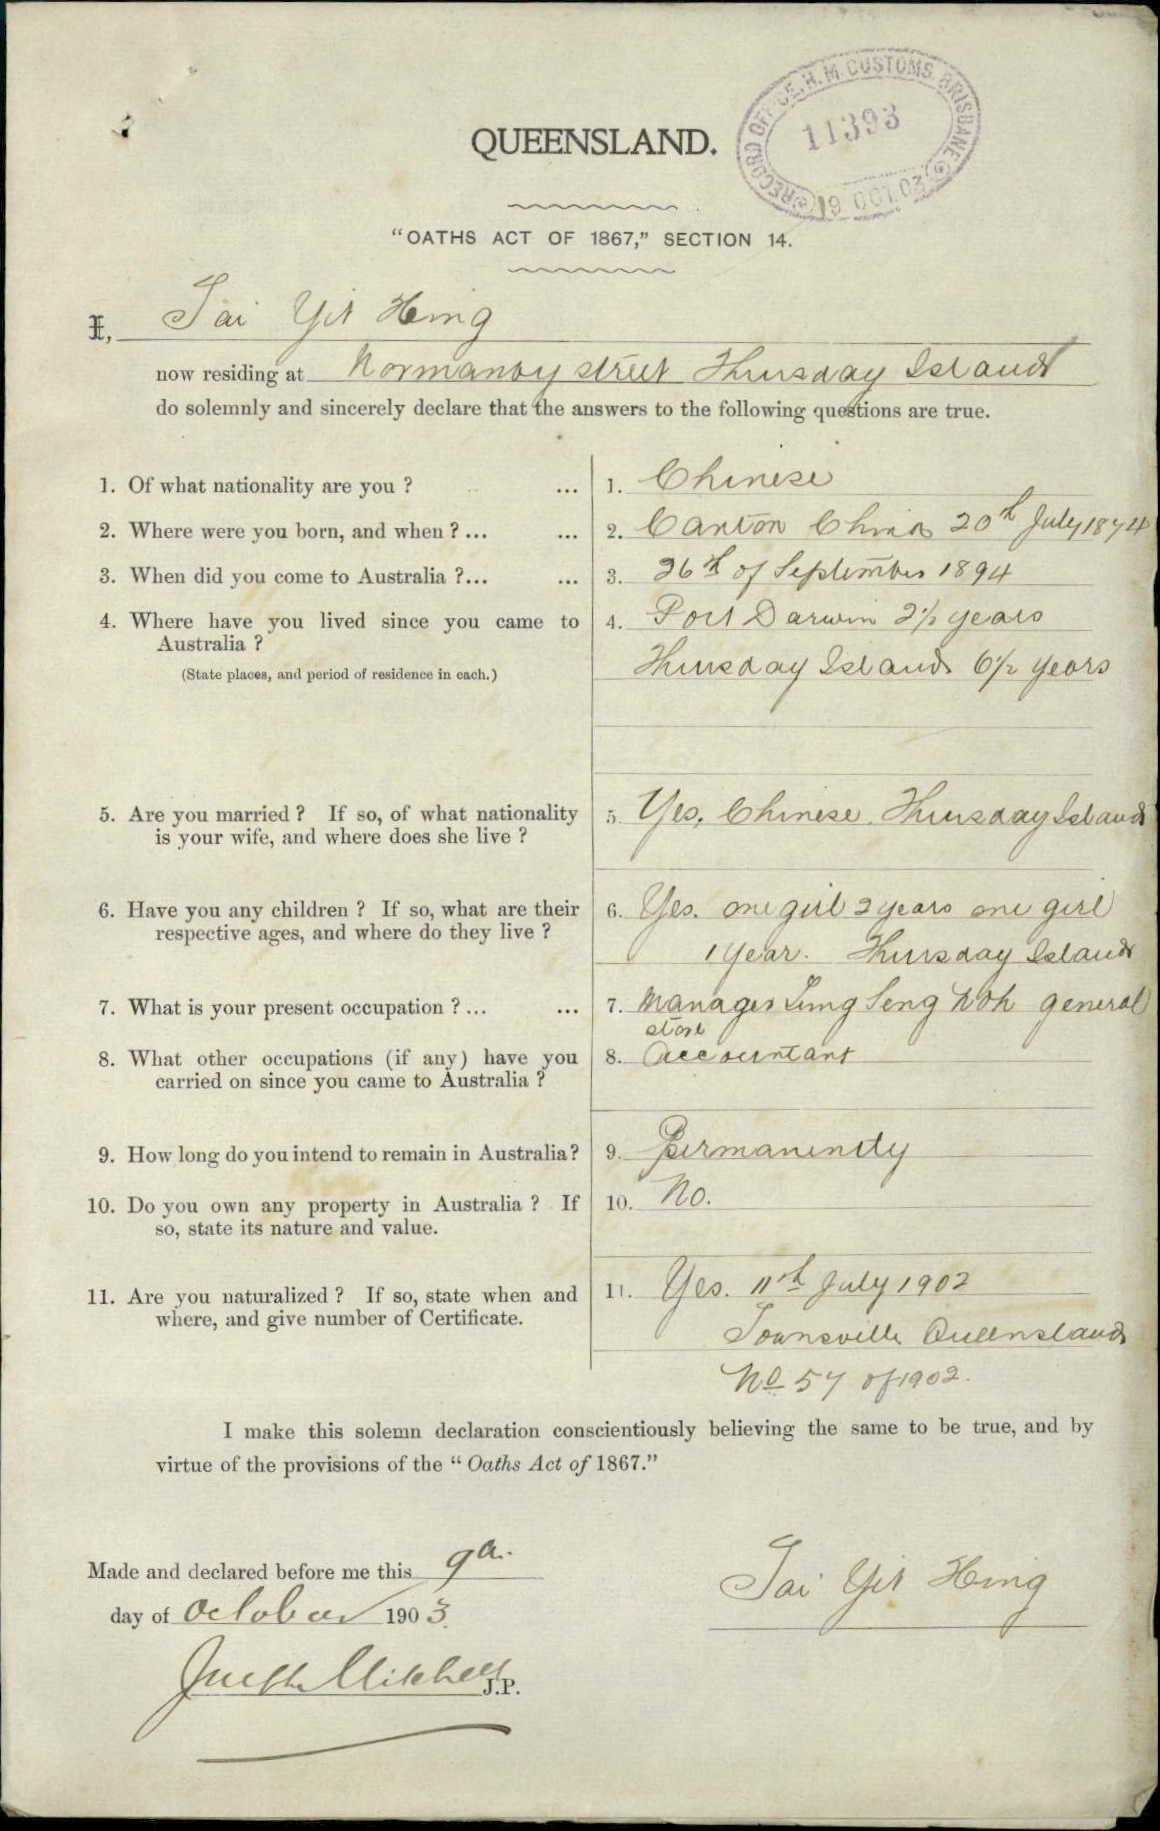 QUEENSLAND.
RECORD OFFICE, H.M. CUSTOMS, BRISBANE
11393
19 OCT. 03
"OATHS ACT OF 1867," SECTION 14.
I, Tai Yit Hing
now residing at Normanby street Thursday Island
do solemnly and sincerely declare that the answers to the following questions are true.
1. Of what nationality are you ? ... 1. Chinese
2. Where were you born, and when ? ... ... 2. Canton China 20th July 1874
3. When did you come to Australia ?... ... 3. 26th of September 1894
4. Where have you lived since you came to 4. Port Darwin 2½ years
Australia ?
(State places, and period of residence in each.) Thursday Island 6½ years
5. Are you married ? If so, of what nationality 5. Yes, Chinese. Thursday Island
is your wife, and where does she live ?
6. Have you any children ? If so, what are their 6. Yes. one girl 2 years one girl
respective ages, and where do they live ? 1 year. Thursday Island
7. What is your present occupation ? ... ... 7. Manager Seng general
store
8. What other occupations (if any) have you 8. Accountant
carried on since you came to Australia ?
9. How long do you intend to remain in Australia? 9. Permanently
10. Do you own any property in Australia ? If 10. No.
so, state its nature and value.
11. Are you naturalized ? If so, state when and 11. Yes. 11th July 1902
where, and give number of Certificate. Townsville Queensland
No 57 of 1902.
I make this solemn declaration conscientiously believing the same to be true, and by
virtue of the provisions of the "Oaths Act of 1867."
Made and declared before me this 9th
day of October 1903
Tai Yit Hing
Mitchell J.P.